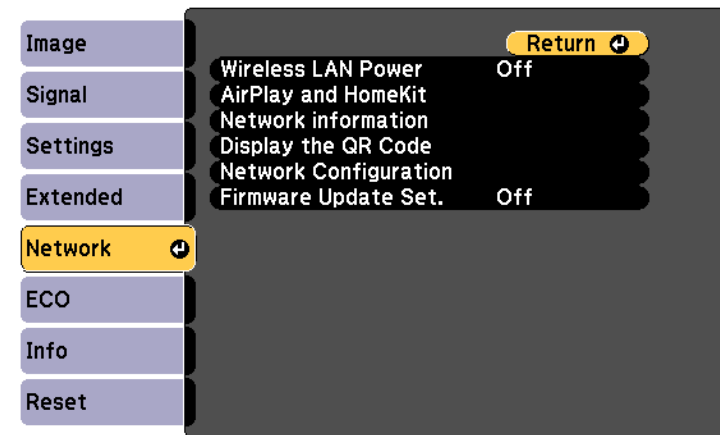 Image
Signal
Settings
Extended
Network
ECO
Info
Reset
Return
Wireless LAN Power Off
AirPlay and HomeKit
Network information
Display the QR Code
Network Configuration
Firmware Update Set. Off